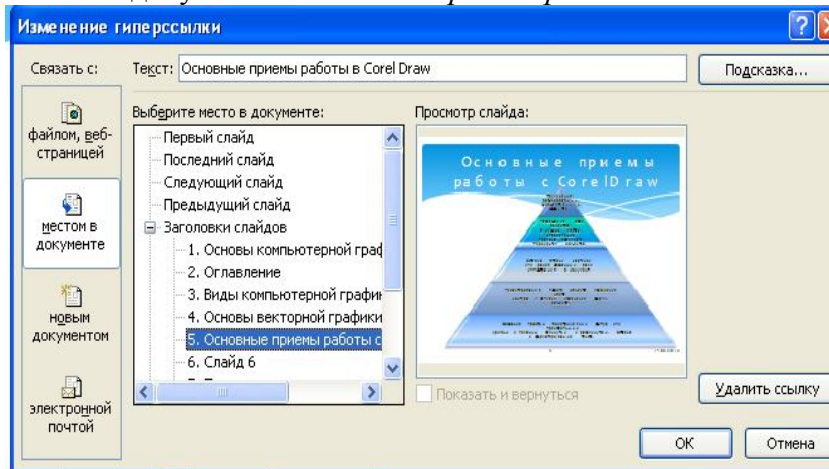 Изменение гиперссылки
Связать с:
Текст: Основные приемы работы в Corel Draw
Подсказка...
файлом, веб-
страницей
местом в
документе
новым
документом
электронной
почтой
Выберите место в документе:
Первый слайд
Последний слайд
Следующий слайд
Предыдущий слайд
Заголовки слайдов
1. Основы компьютерной граф
2. Оглавление
3. Виды компьютерной график
4. Основы векторной графики
5. Основные приемы работы с
6. Слайд 6
Просмотр слайда:
Основные приемы
работы с CorelDraw
Показать и вернуться
Удалить ссылку
ОК
Отмена